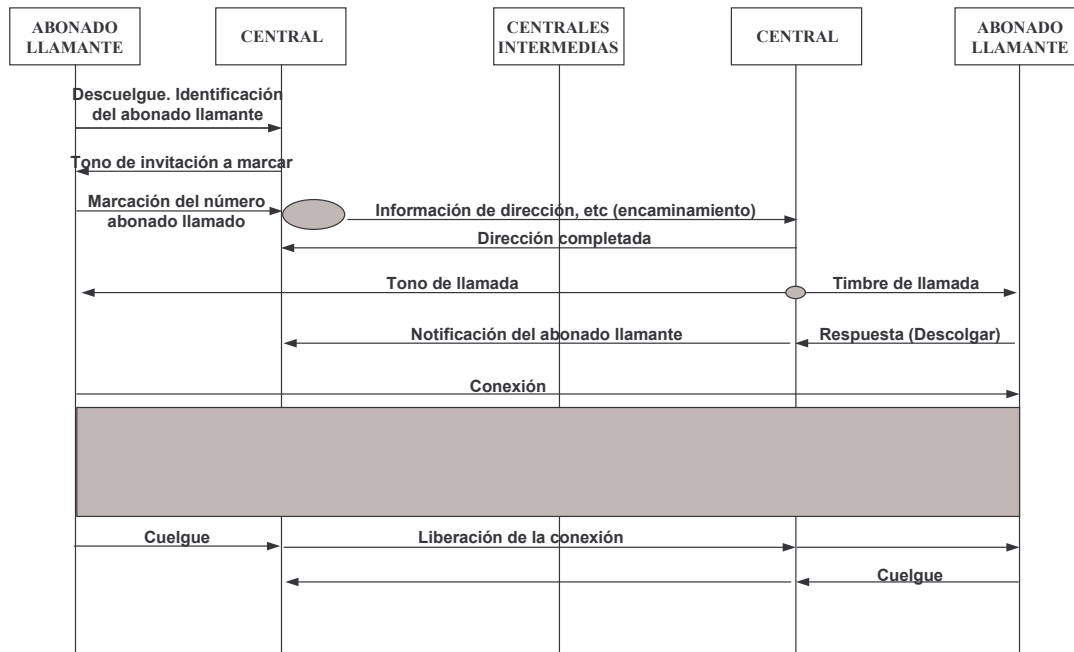 ABONADO
LLAMANTE
CENTRAL
CENTRALES
INTERMEDIAS
CENTRAL
ABONADO
LLAMANTE
Descuelgue. Identificación
del abonado llamante
Tono de invitación a marcar
Marcación del número
abonado llamado
Información de dirección, etc (encaminamiento)
Dirección completada
Tono de llamada
Timbre de llamada
Notificación del abonado llamante
Respuesta (Descolgar)
Conexión
Cuelgue
Liberación de la conexión
Cuelgue